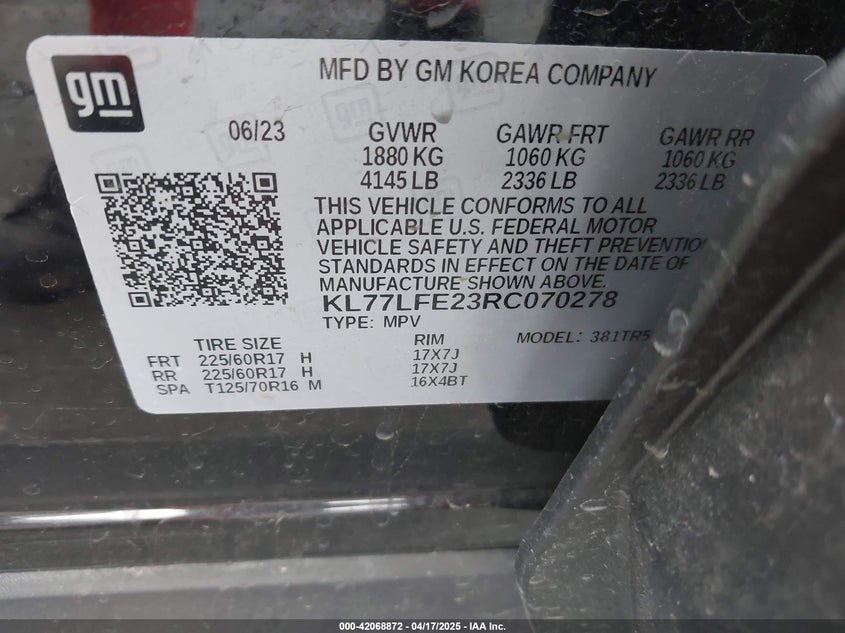 gm
MFD BY GM KOREA COMPANY
06/23 GVWR GAWR FRT GAWR RR
1880 KG 1060 KG 1060 KG
4145 LB 2336 LB 2336 LB
THIS VEHICLE CONFORMS TO ALL
APPLICABLE U.S. FEDERAL MOTOR
VEHICLE SAFETY AND THEFT PREVENTIO
STANDARDS IN EFFECT ON THE DATE OF
MANUFACTURE SHOWN ABOVE.
KL77LFE23RC070278
TYPE: MPV MODEL: 381TR5
TIRE SIZE RIM
FRT 225/60R17 H 17X7J
RR 225/60R17 H 17X7J
SPA T125/70R16 M 16X4BT
000-42068872 | 04/17/2025 | IAA Inc.